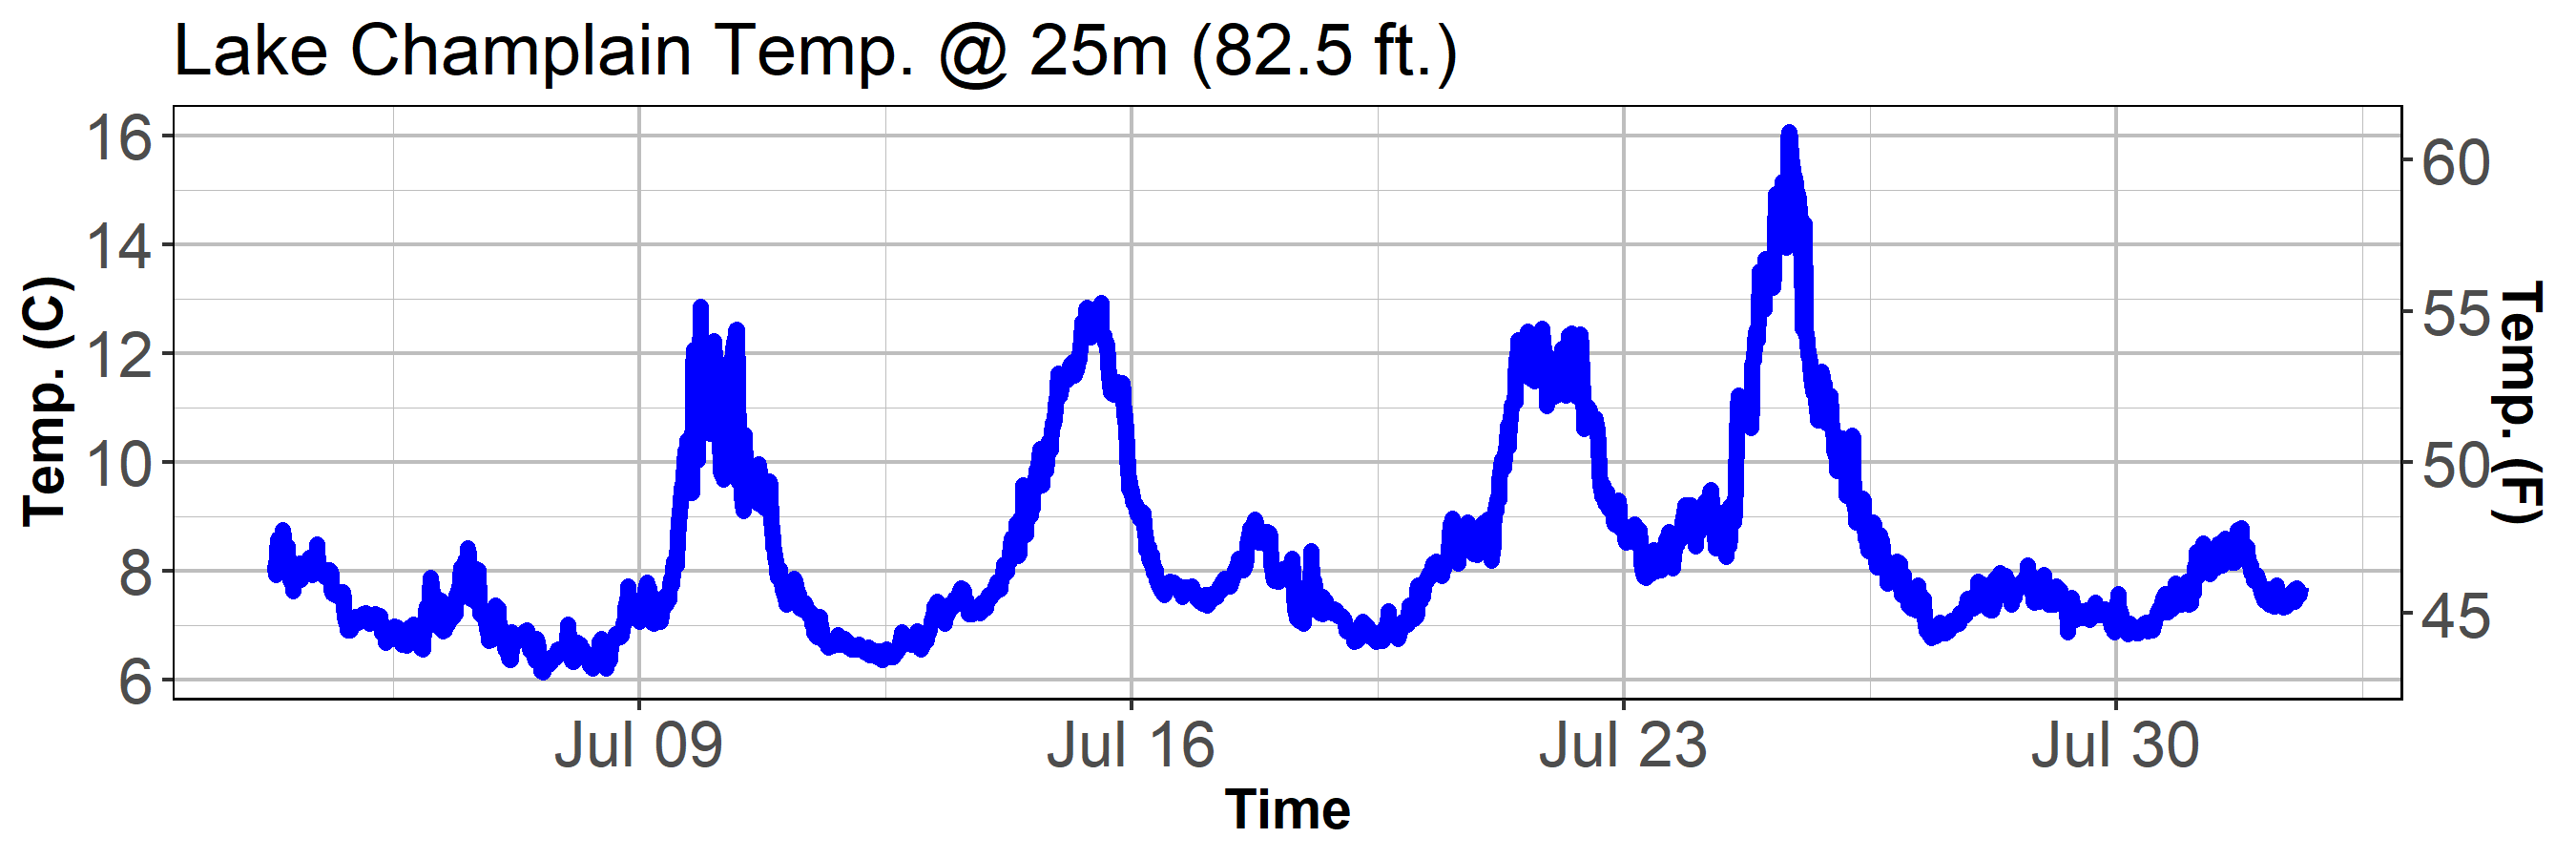 Lake Champlain Temp. @ 25m (82.5 ft.)
Temp. (C)
16
14
12
10
8
6
60
55
50
45
Temp. (F)
Jul 09 Jul 16 Jul 23 Jul 30
Time